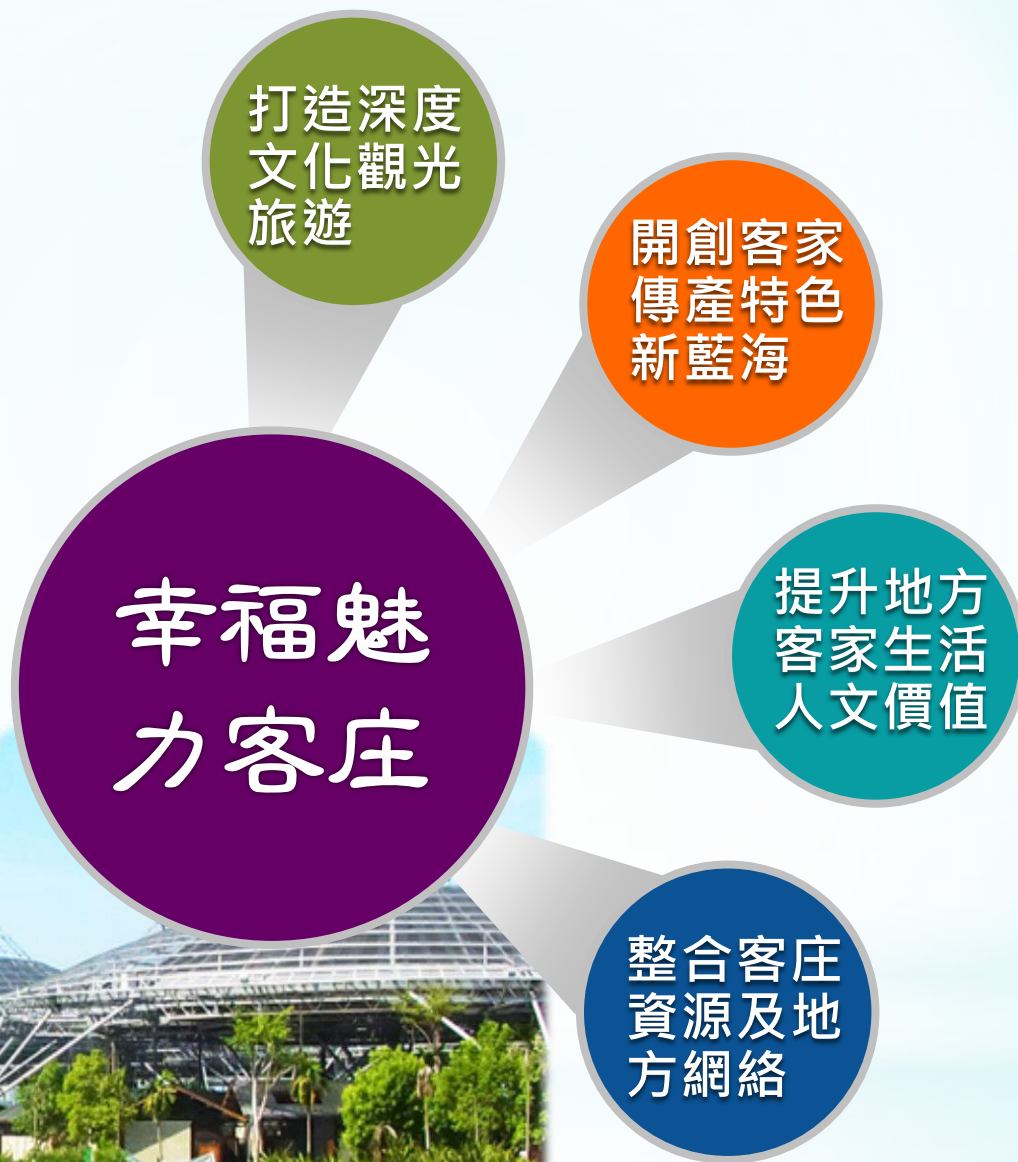 打造深度
文化觀光
旅遊
開創客家
傳產特色
新藍海
幸福魅
力客庄
提升地方
客家生活
人文價值
整合客庄
資源及地
方網絡